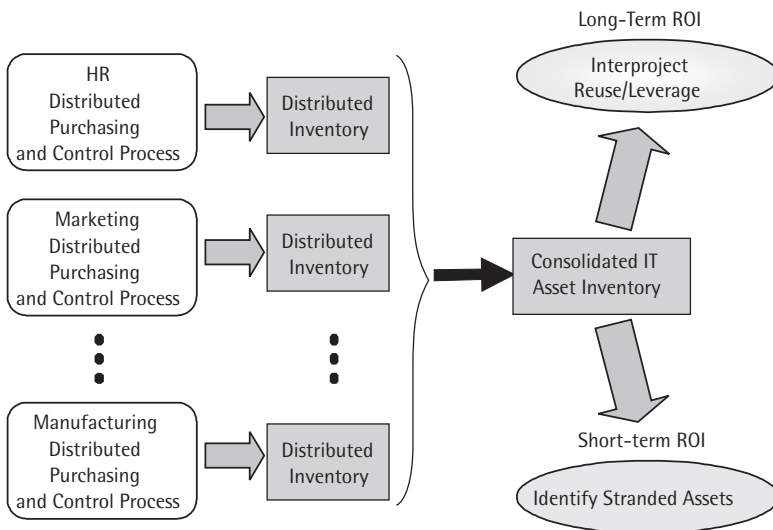 HR
Distributed
Purchasing
and Control Process
Distributed
Inventory
Marketing
Distributed
Purchasing
and Control Process
Distributed
Inventory
Manufacturing
Distributed
Purchasing
and Control Process
Distributed
Inventory
Consolidated IT
Asset Inventory
Long-Term ROI
Interproject
Reuse/Leverage
Short-term ROI
Identify Stranded Assets